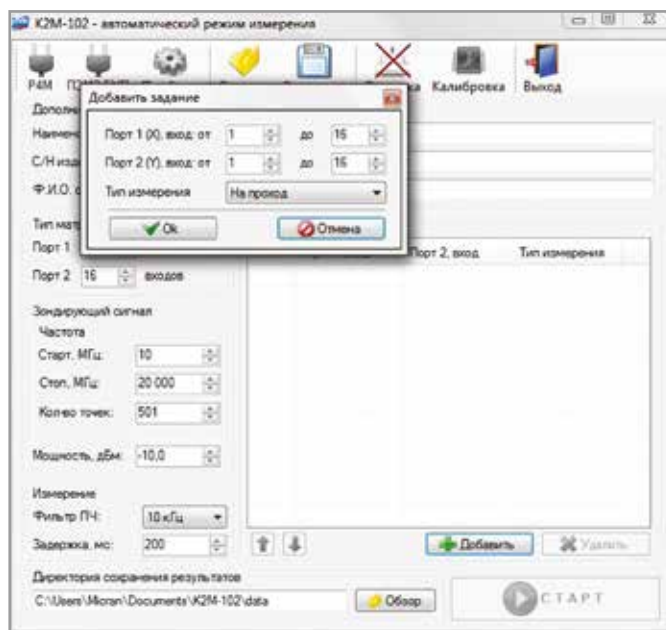 К2М-102 - автоматический режим измерения
Р4М
Калибровка
Выход
Добавить задание
Порт 1 (X), вход: от 1 до 16
Порт 2 (Y), вход: от 1 до 16
Тип измерения На проход
Ok Отмена
С/Н
Ф.И.О.
Порт 1
Порт 2, вход Тип измерения
Порт 2 16 входов
Зондирующий сигнал
Частота
Старт, МГц: 10
Стоп, МГц: 20 000
Кол-во точек: 501
Мощность, дБм: -10,0
Измерение
Фильтр ПЧ: 10 кГц
Задержка, мс: 200
Добавить Удалить
Директория сохранения результатов
C:\Users\Micran\Documents\K2M-102\data Обзор СТАРТ